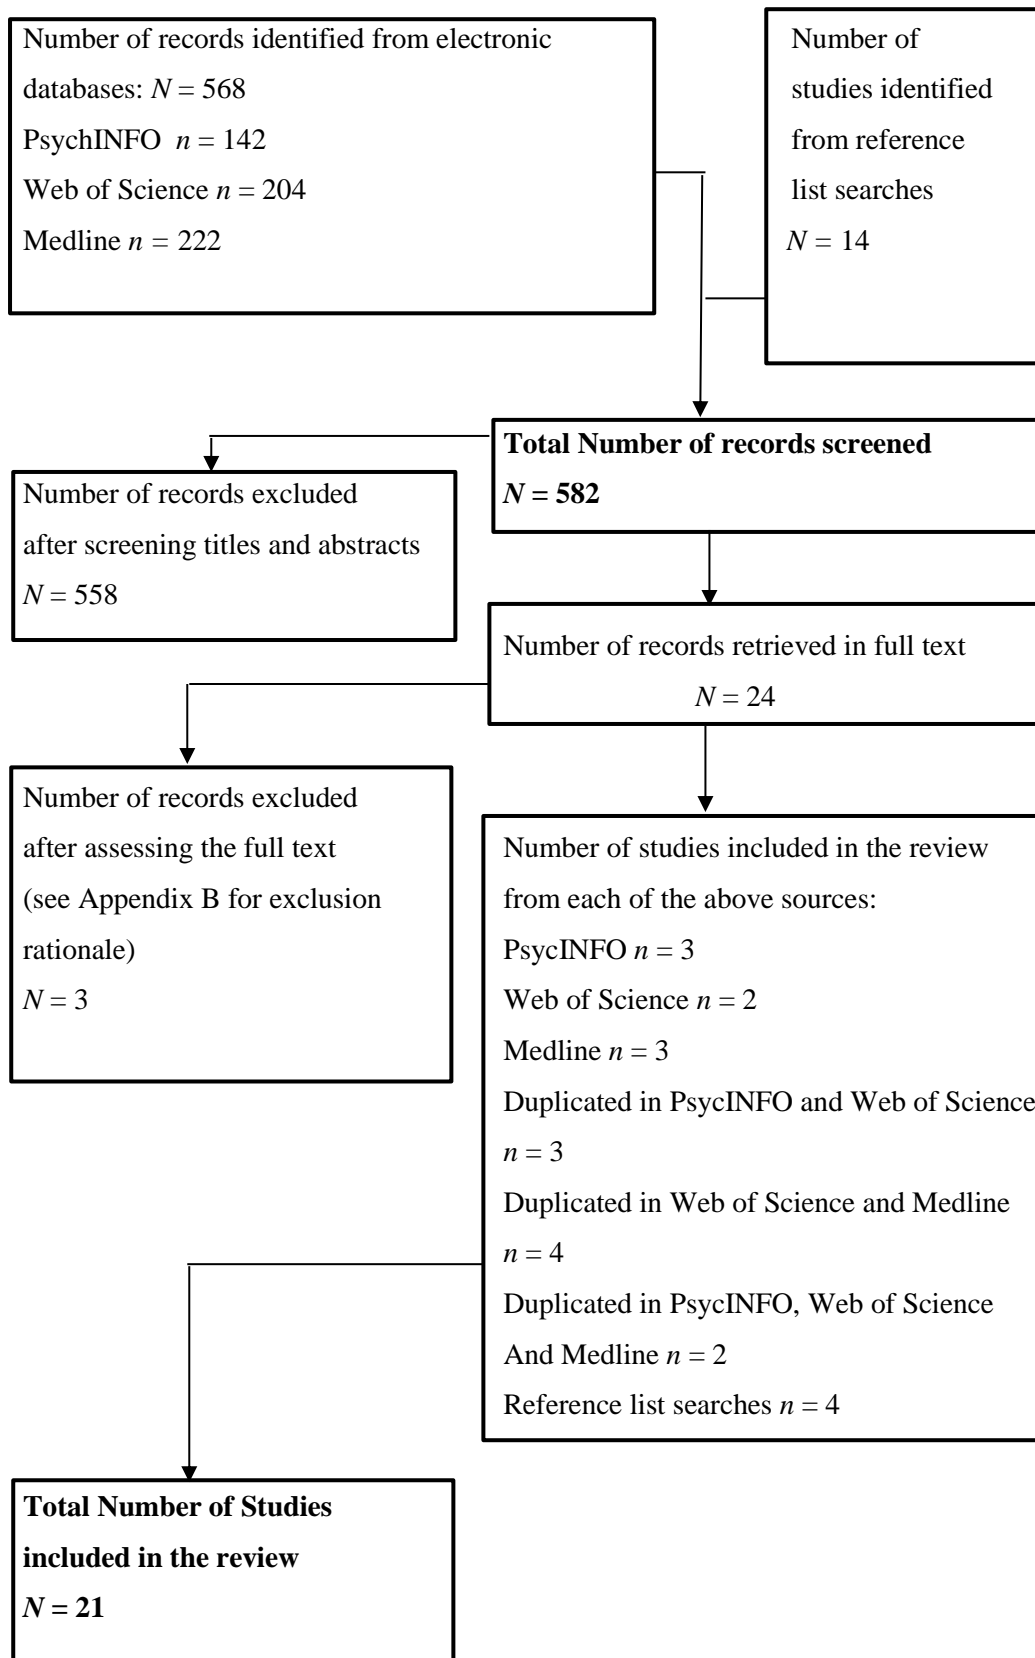 Number of records identified from electronic
databases: N = 568
PsychINFO n = 142
Web of Science n = 204
Medline n = 222
Number of
studies identified
from reference
list searches
N = 14
Total Number of records screened
N = 582
Number of records excluded
after screening titles and abstracts
N = 558
Number of records retrieved in full text
N = 24
Number of records excluded
after assessing the full text
(see Appendix B for exclusion
rationale)
N = 3
Number of studies included in the review
from each of the above sources:
PsycINFO n = 3
Web of Science n = 2
Medline n = 3
Duplicated in PsycINFO and Web of Science
n = 3
Duplicated in Web of Science and Medline
n = 4
Duplicated in PsycINFO, Web of Science
And Medline n = 2
Reference list searches n = 4
Total Number of Studies
included in the review
N = 21